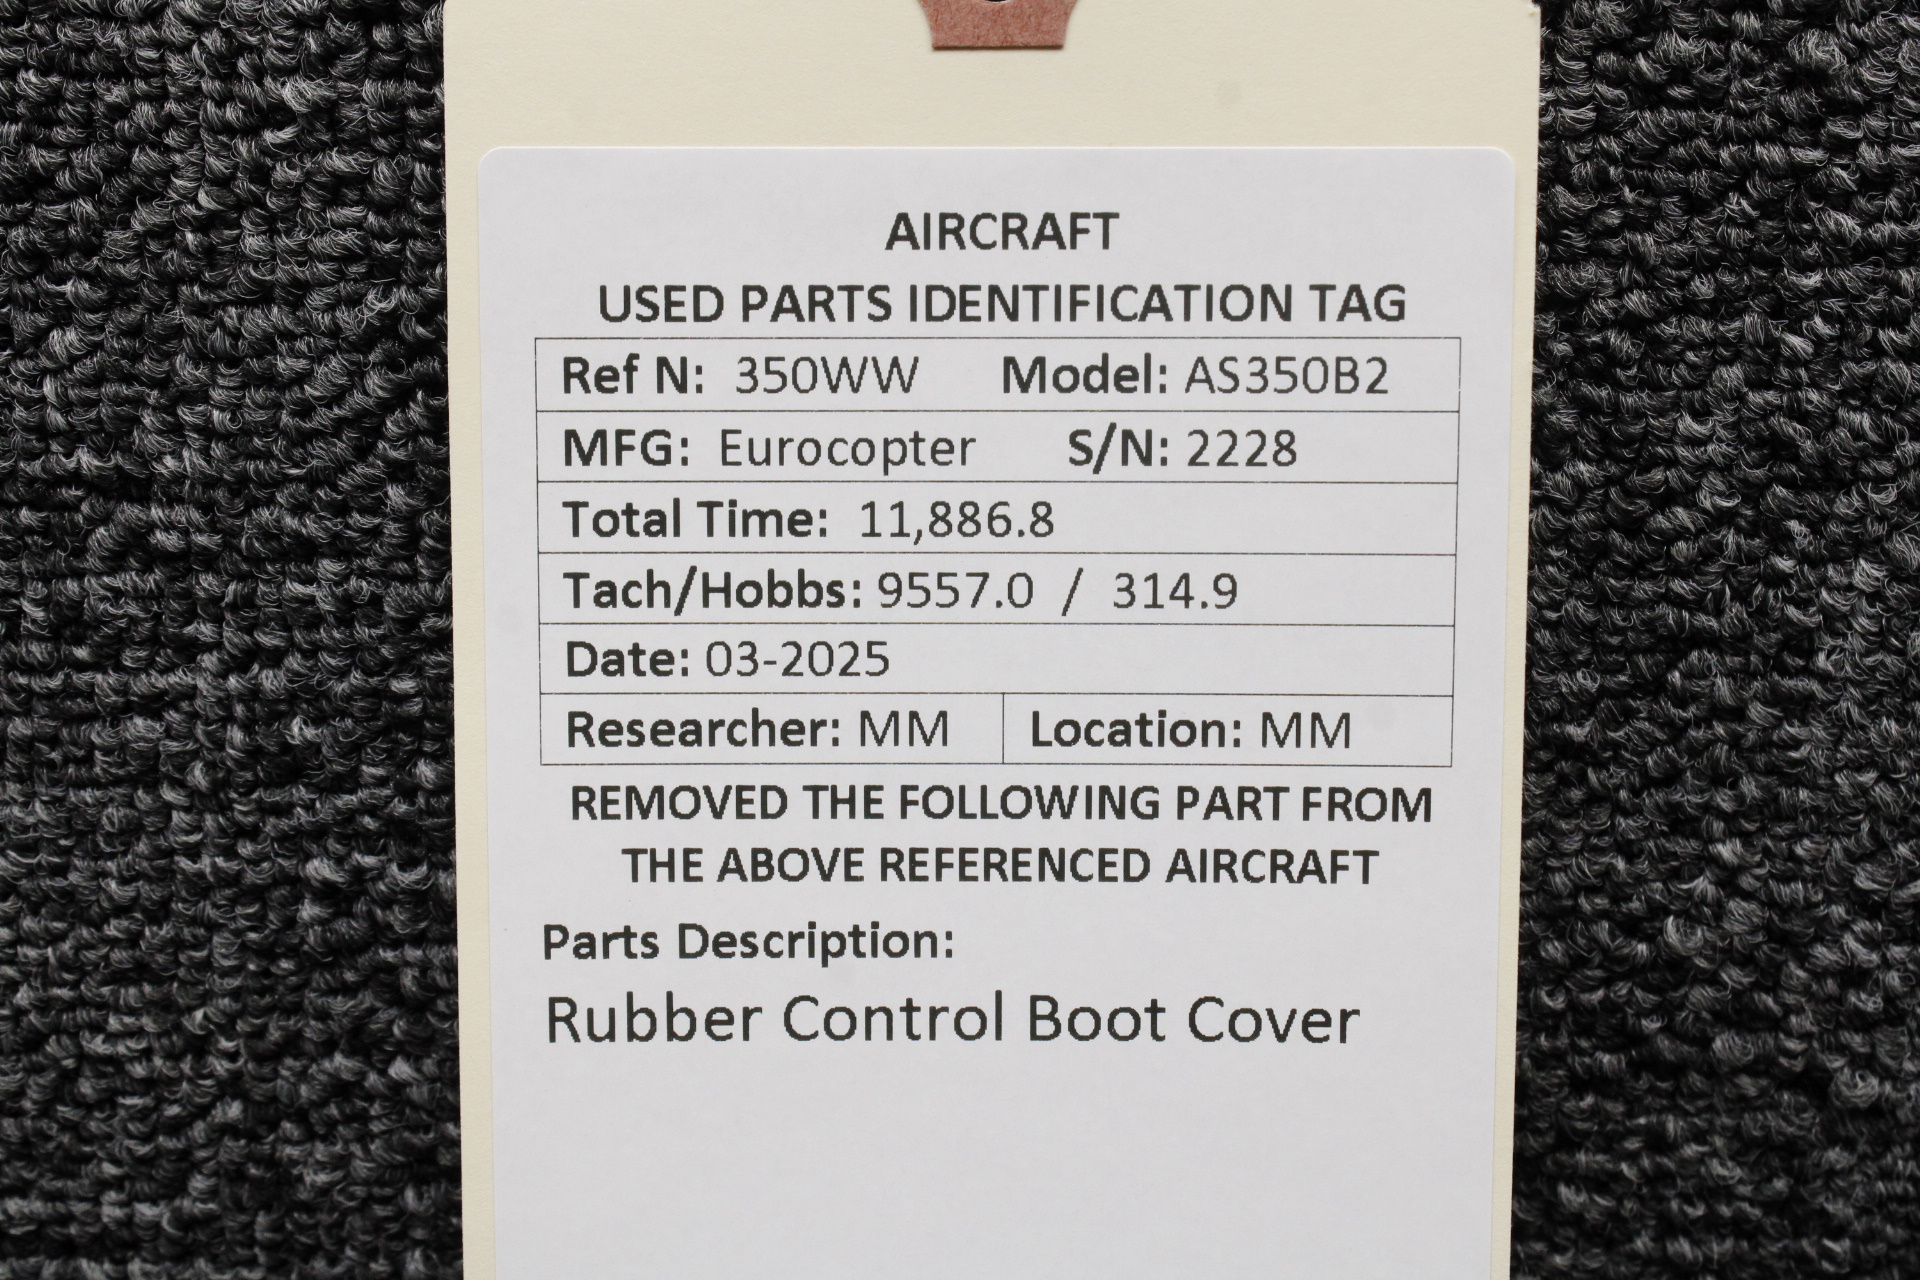 AIRCRAFT
USED PARTS IDENTIFICATION TAG
Ref N: 350WW Model: AS350B2
MFG: Eurocopter S/N: 2228
Total Time: 11,886.8
Tach/Hobbs: 9557.0 / 314.9
Date: 03-2025
Researcher: MM Location: MM
REMOVED THE FOLLOWING PART FROM
THE ABOVE REFERENCED AIRCRAFT
Parts Description:
Rubber Control Boot Cover